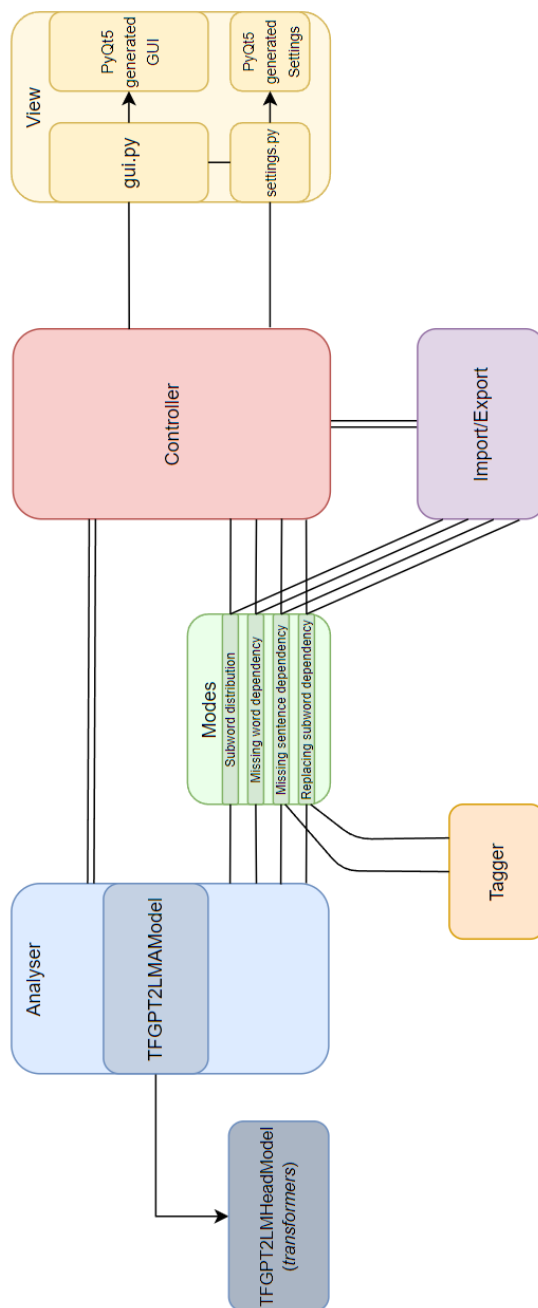 Analyser
TFGPT2LMAModel
TFGPT2LMHeadModel
(transformers)
Modes
Subword distribution
Missing word dependency
Missing sentence dependency
Replacing subword dependency
Tagger
Controller
Import/Export
View
gui.py
PyQt5
generated
GUI
settings.py
PyQt5
generated
Settings